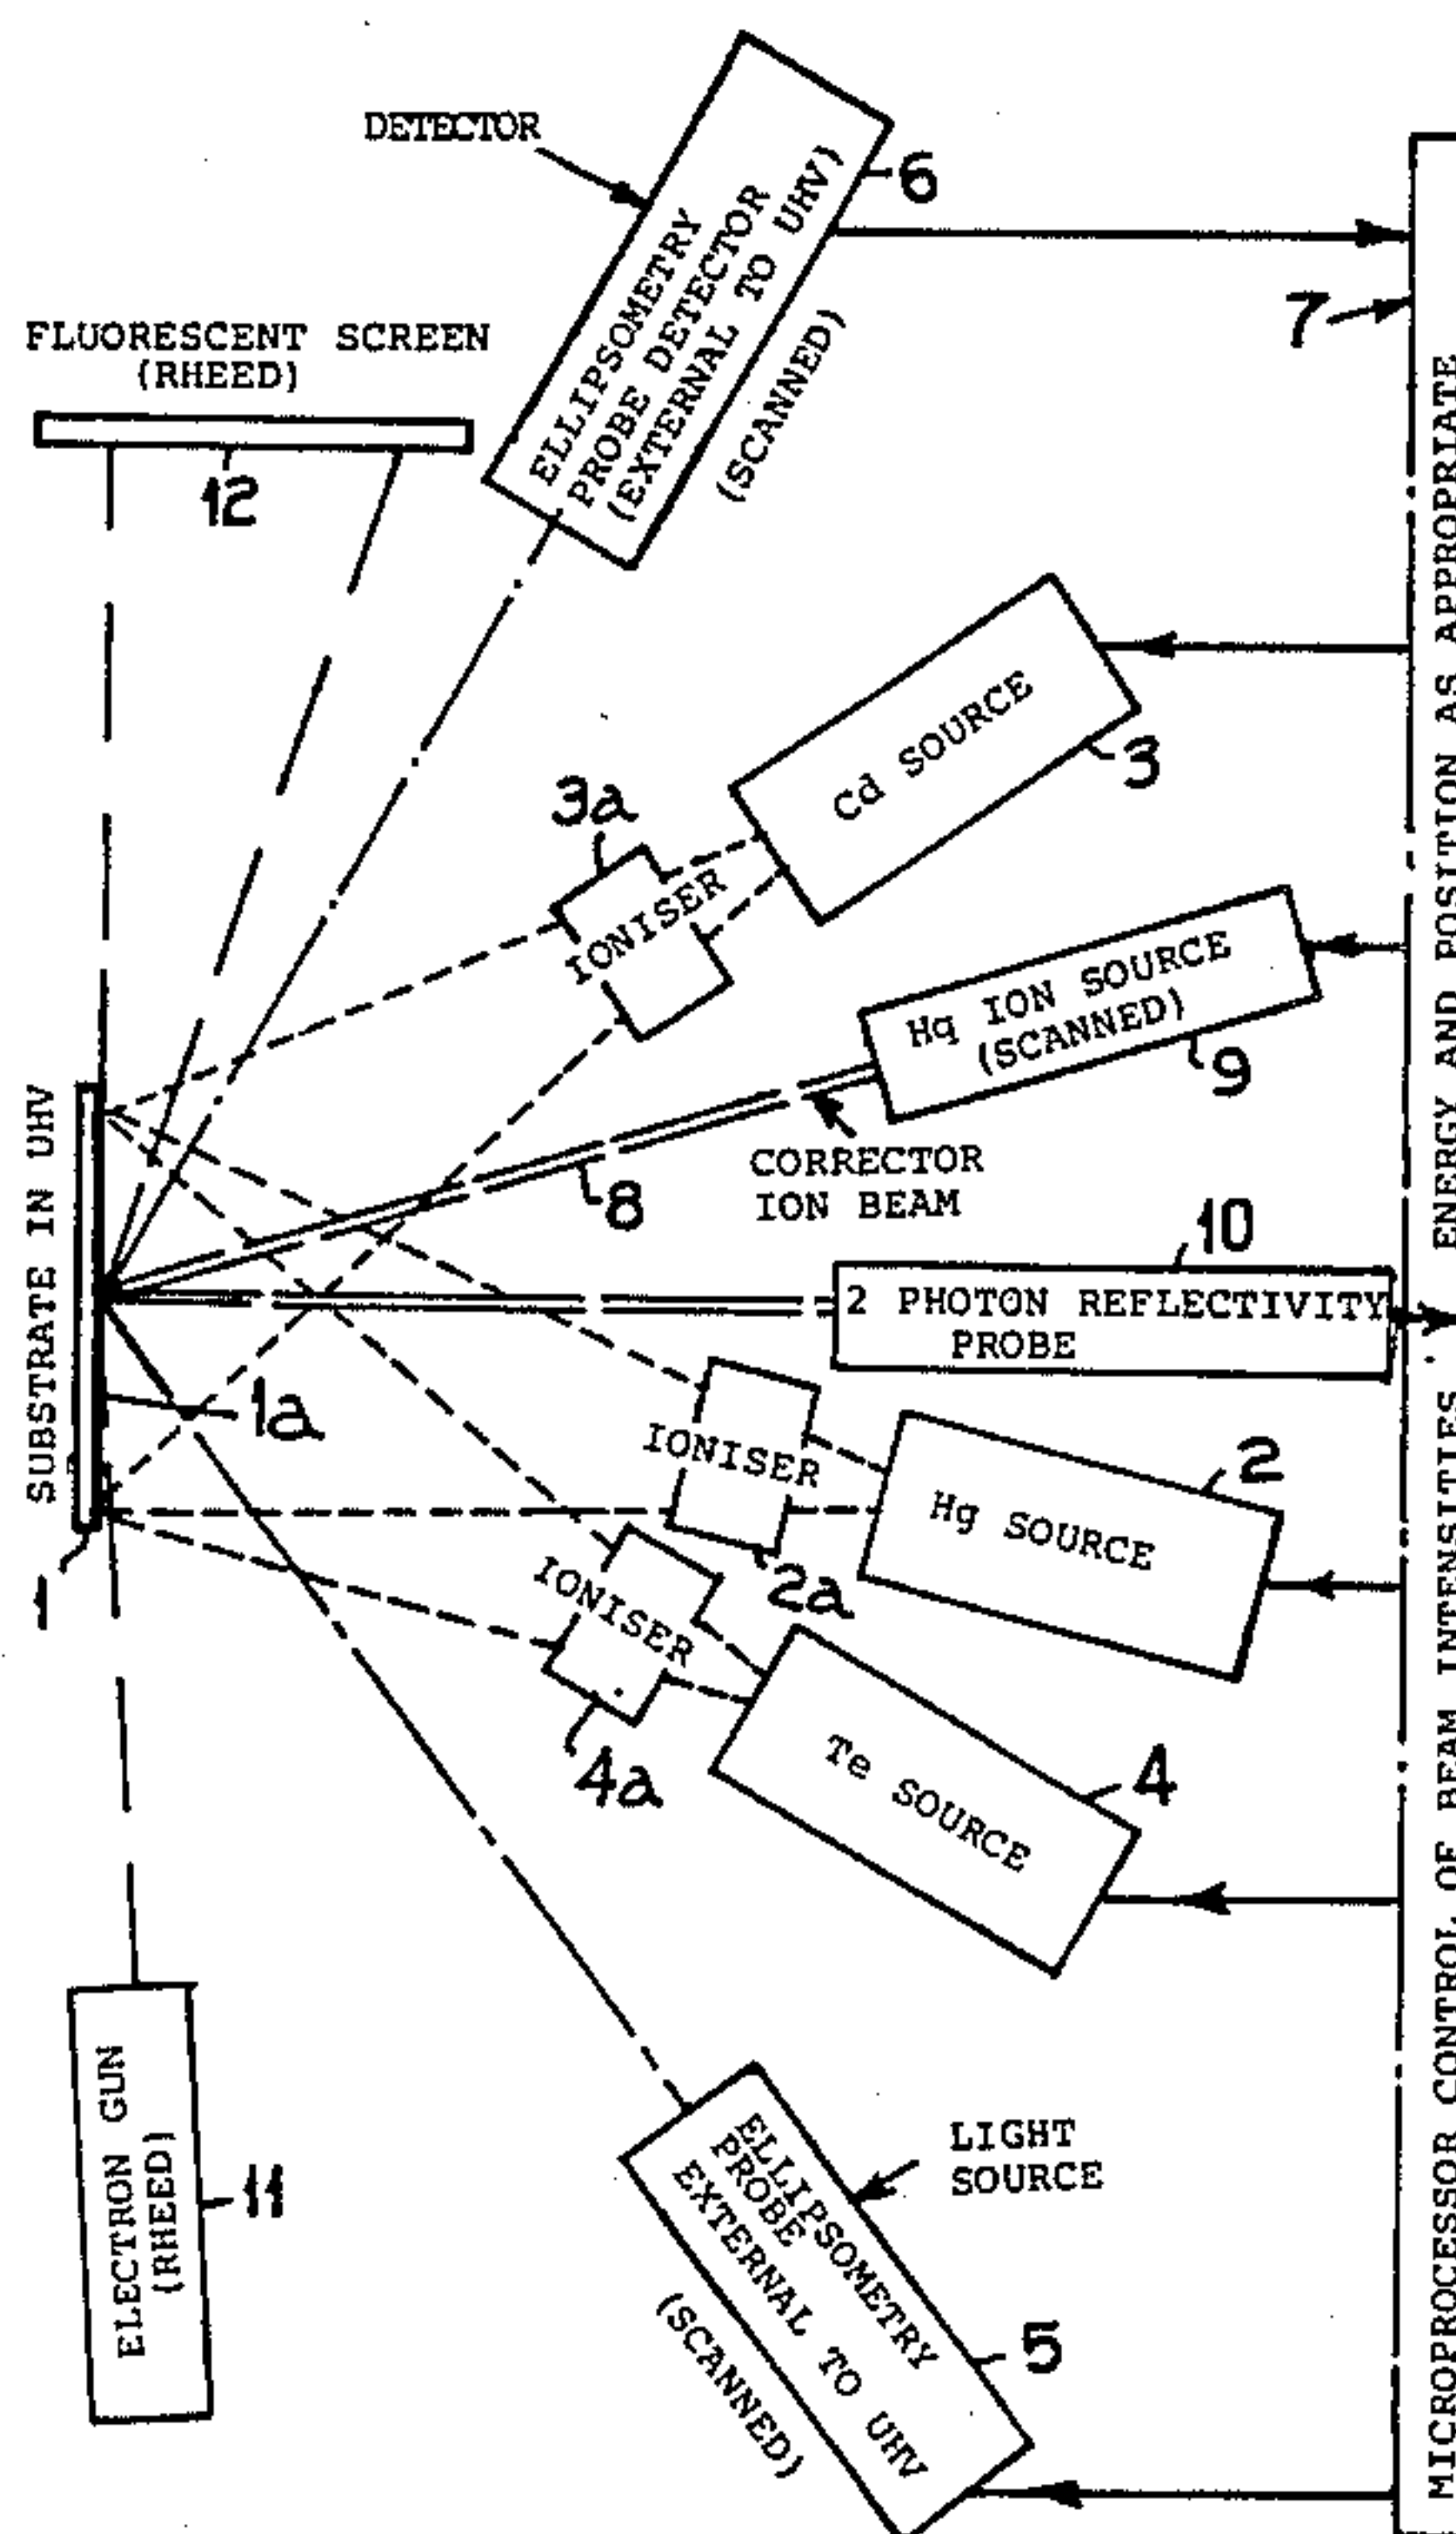 DETECTOR
ELLIPSOMETRY
PROBE DETECTOR
(EXTERNAL TO UHV)
(SCANNED)
6
7
FLUORESCENT SCREEN
(RHEED)
12
Cd SOURCE
3
3a
IONISER
Hq ION SOURCE
(SCANNED)
9
CORRECTOR
ION BEAM
8
SUBSTRATE IN UHV
1
1a
10
2 PHOTON REFLECTIVITY
PROBE
IONISER
2a
Hg SOURCE
2
IONISER
4a
Te SOURCE
4
ELECTRON GUN
(RHEED)
11
LIGHT
SOURCE
ELLIPSOMETRY
PROBE
EXTERNAL TO UHV
(SCANNED)
5
MICROPROCESSOR CONTROL OF BEAM INTENSITIES, ENERGY AND POSITION AS APPROPRIATE